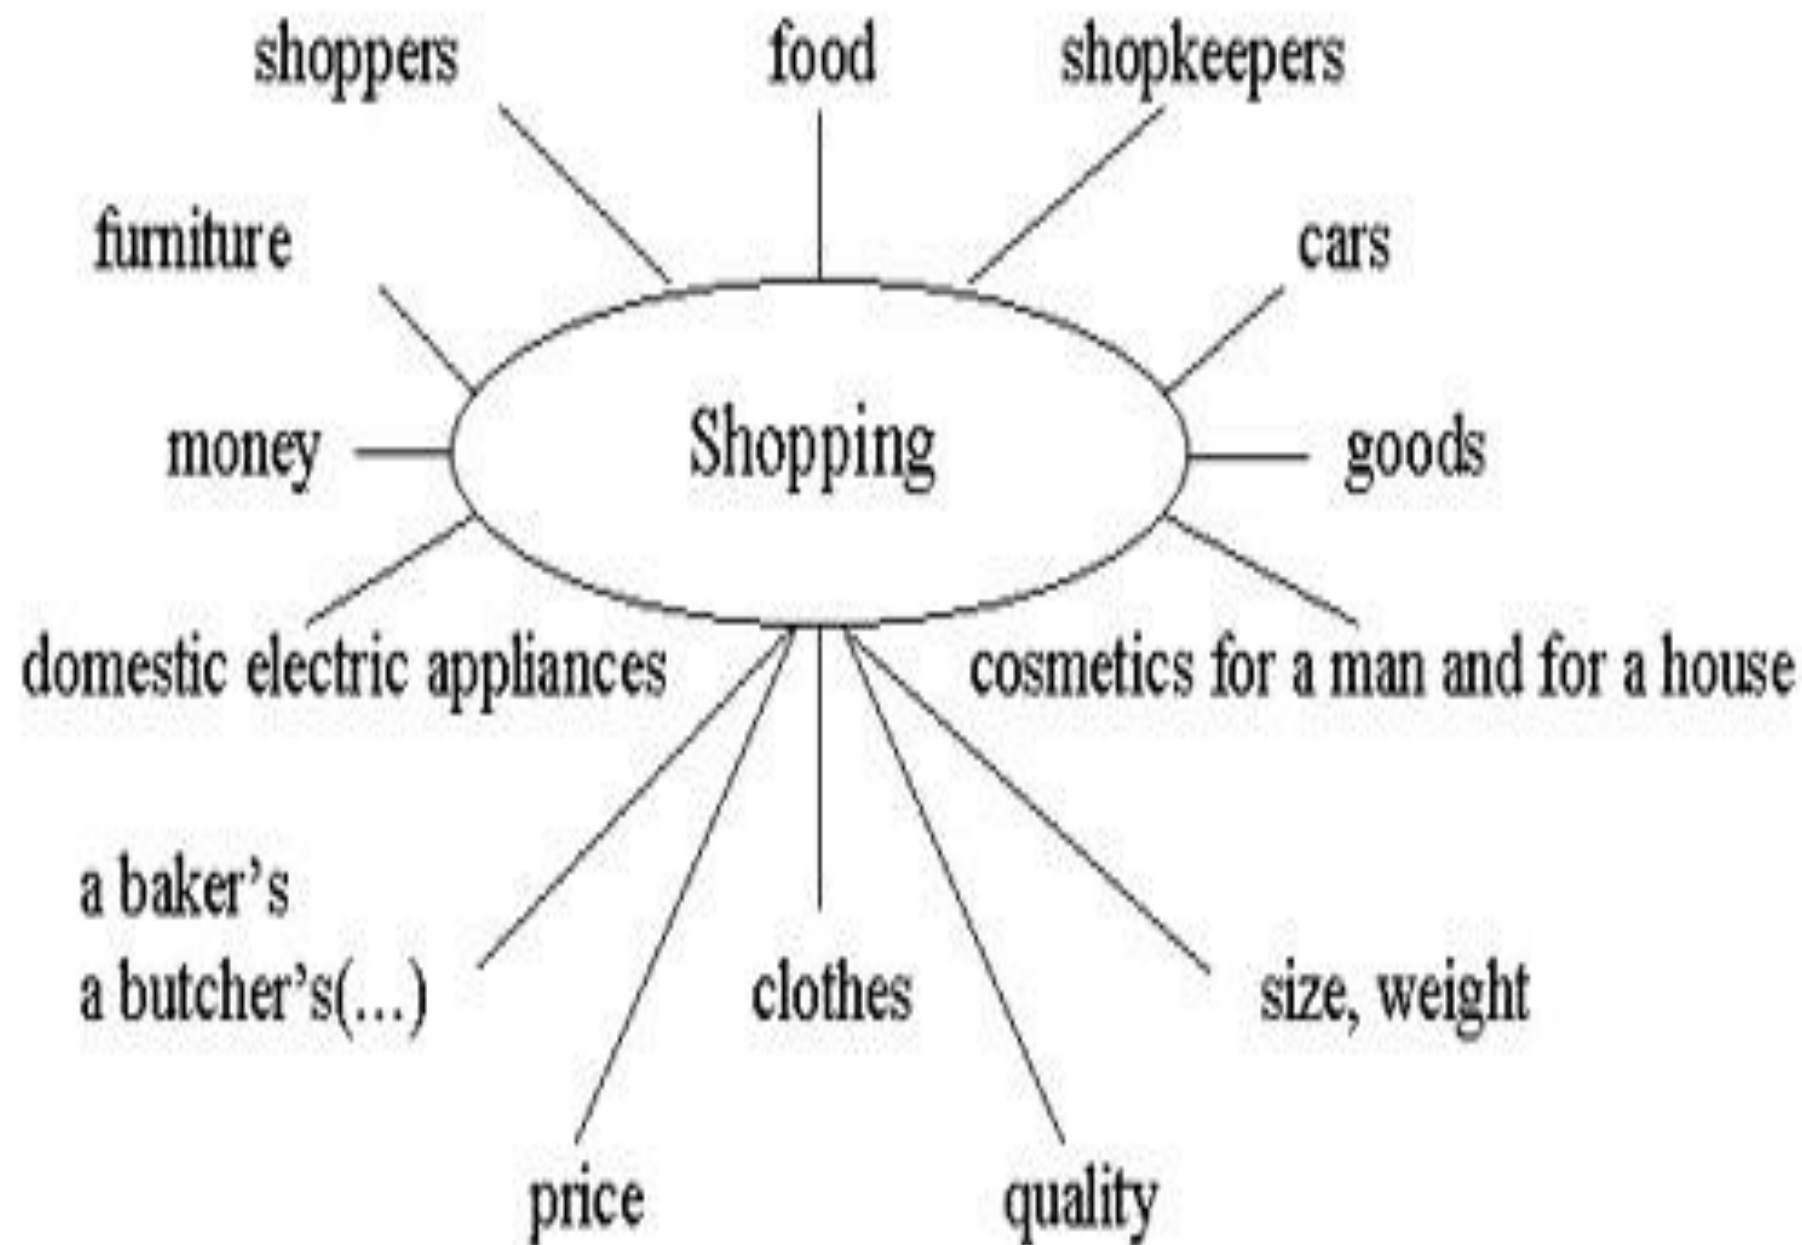 shoppers food shopkeepers
furniture cars
money Shopping goods
domestic electric appliances cosmetics for a man and for a house
a baker's
a butcher's(...) clothes size, weight
price quality